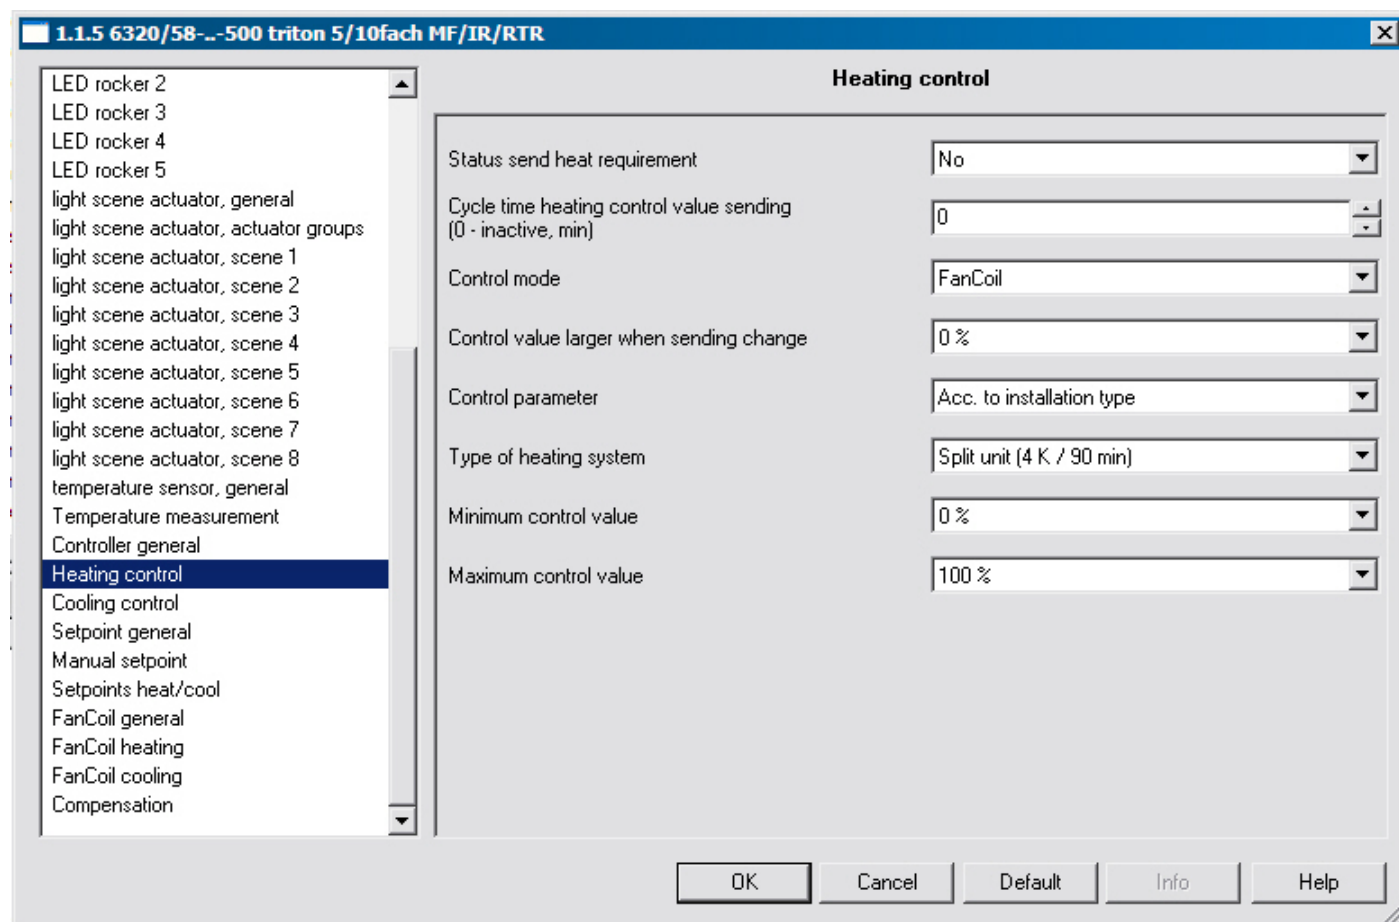 1.1.5 6320/58-..-500 triton 5/10fach MF/IR/RTR
LED rocker 2
LED rocker 3
LED rocker 4
LED rocker 5
light scene actuator, general
light scene actuator, actuator groups
light scene actuator, scene 1
light scene actuator, scene 2
light scene actuator, scene 3
light scene actuator, scene 4
light scene actuator, scene 5
light scene actuator, scene 6
light scene actuator, scene 7
light scene actuator, scene 8
temperature sensor, general
Temperature measurement
Controller general
Heating control
Cooling control
Setpoint general
Manual setpoint
Setpoints heat/cool
FanCoil general
FanCoil heating
FanCoil cooling
Compensation
Heating control
Status send heat requirement No
Cycle time heating control value sending
(0 - inactive, min) 0
Control mode FanCoil
Control value larger when sending change 0 %
Control parameter Acc. to installation type
Type of heating system Split unit (4 K / 90 min)
Minimum control value 0 %
Maximum control value 100 %
OK Cancel Default Info Help